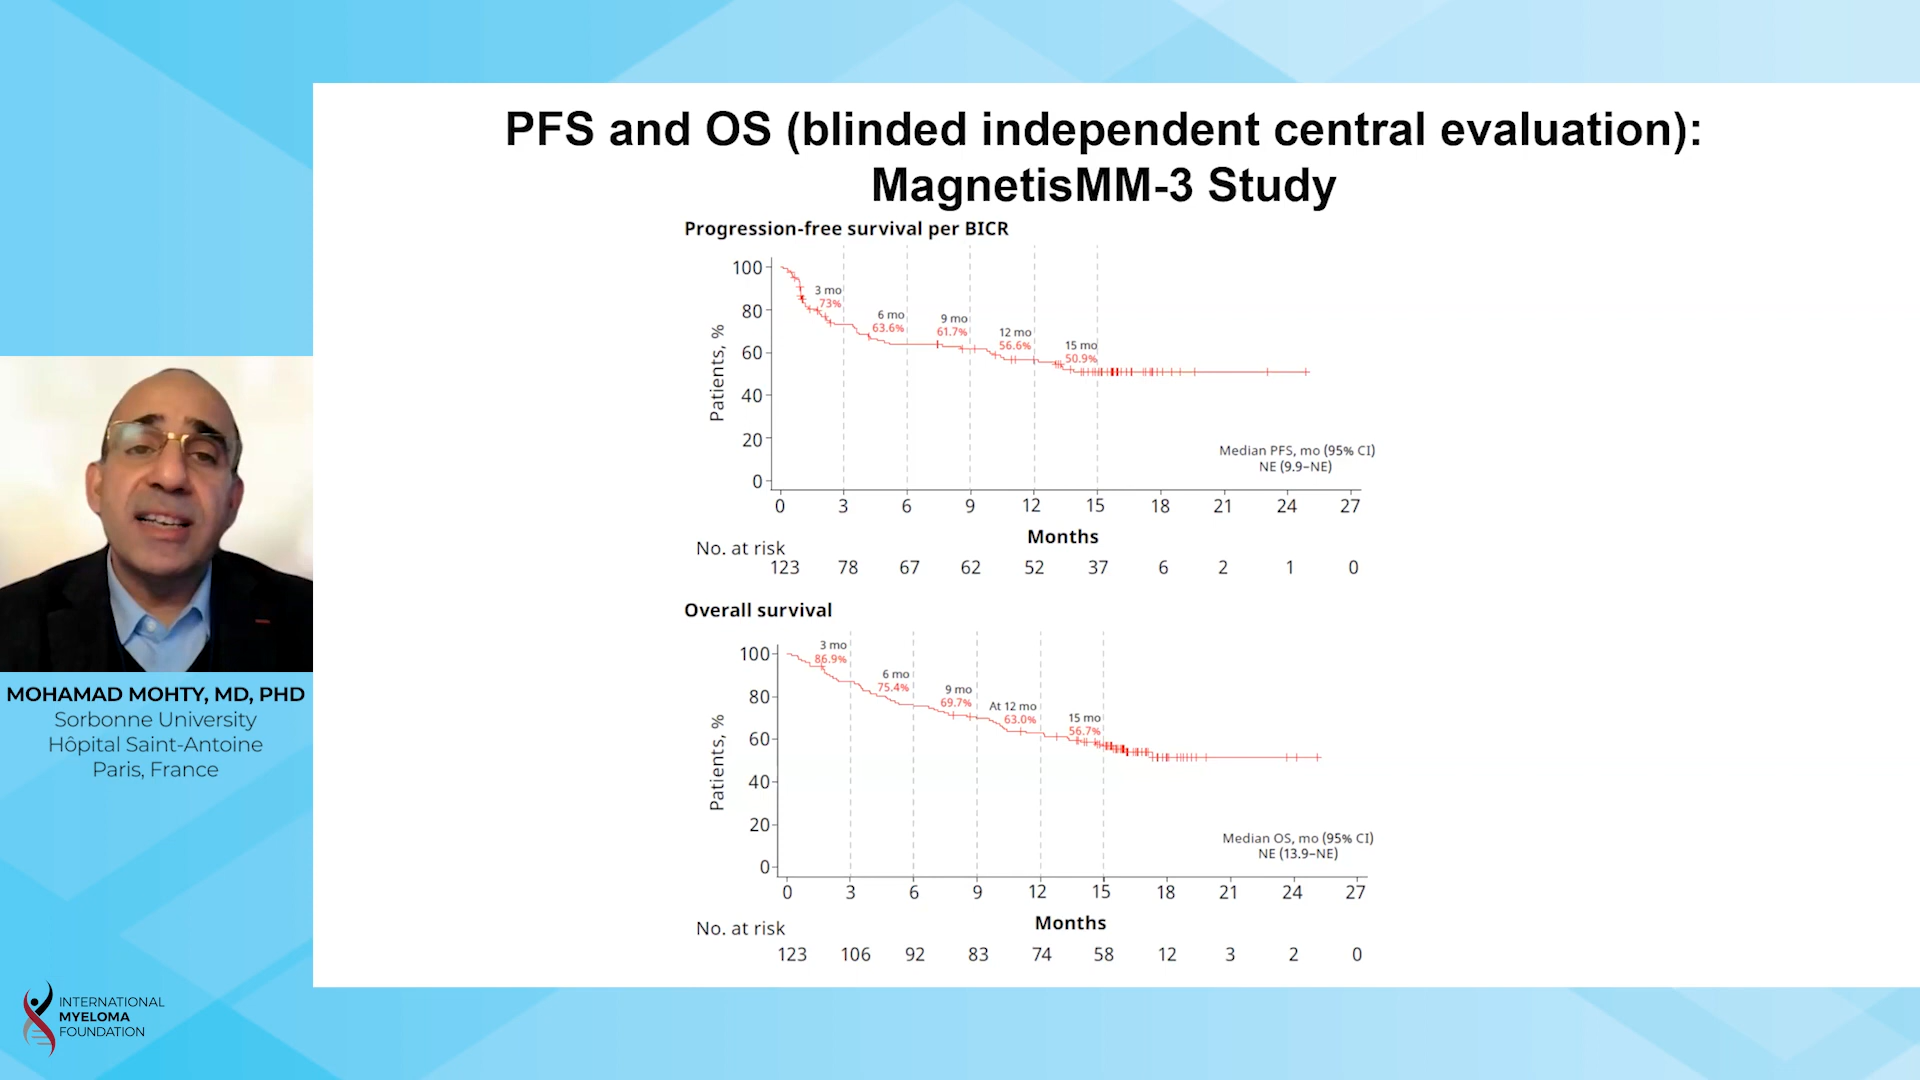 PFS and OS (blinded independent central evaluation):
MagnetisMM-3 Study
Progression-free survival per BICR
Patients, %
100
80
60
40
20
0
3 mo
73%
6 mo
63.6%
9 mo
61.7%
12 mo
56.6%
15 mo
50.9%
Median PFS, mo (95% CI)
NE (9.9–NE)
0 3 6 9 12 15 18 21 24 27
Months
No. at risk
123 78 67 62 52 37 6 2 1 0
Overall survival
Patients, %
100
80
60
40
20
0
3 mo
86.9%
6 mo
75.4%
9 mo
69.7%
At 12 mo
63.0%
15 mo
56.7%
Median OS, mo (95% CI)
NE (13.9–NE)
0 3 6 9 12 15 18 21 24 27
Months
No. at risk
123 106 92 83 74 58 12 3 2 0
MOHAMAD MOHTY, MD, PHD
Sorbonne University
Hôpital Saint-Antoine
Paris, France
INTERNATIONAL
MYELOMA
FOUNDATION